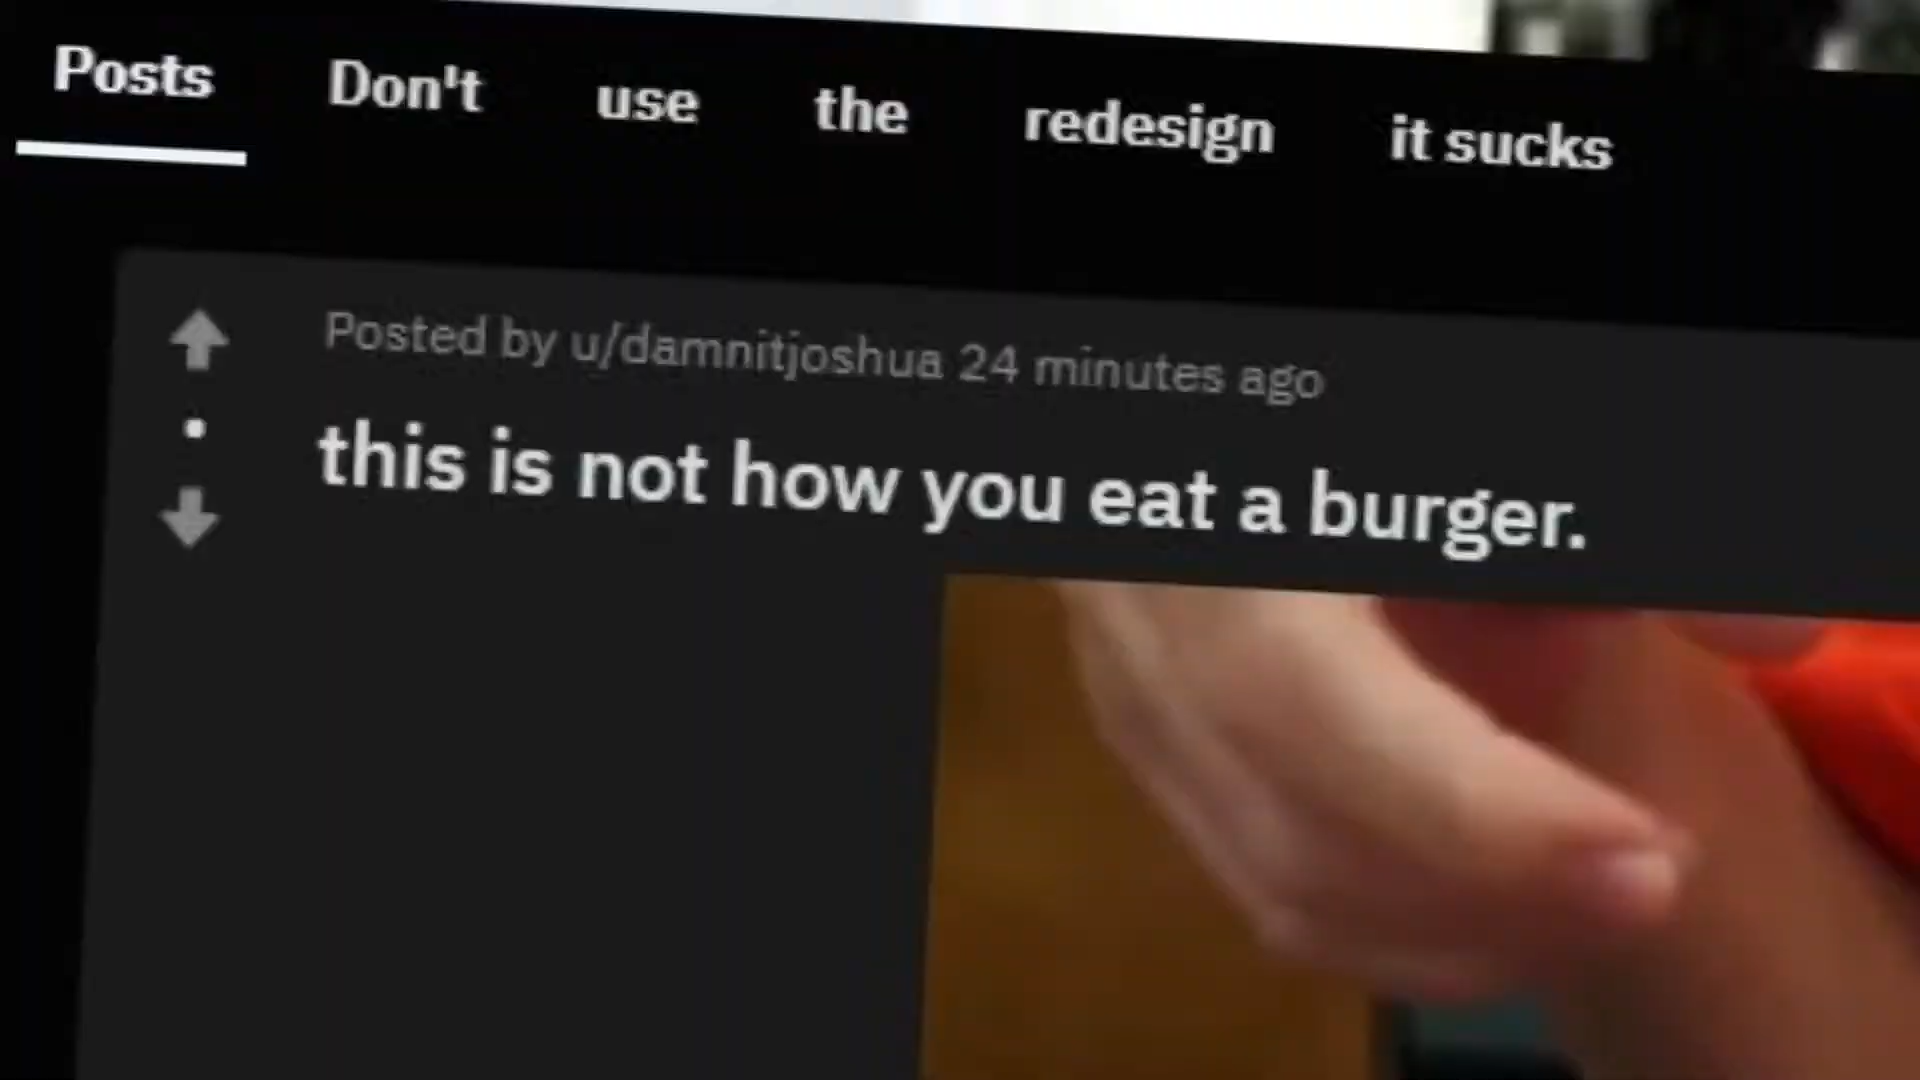 Posts Don't use the redesign it sucks
Posted by u/damnitjoshua 24 minutes ago
this is not how you eat a burger.